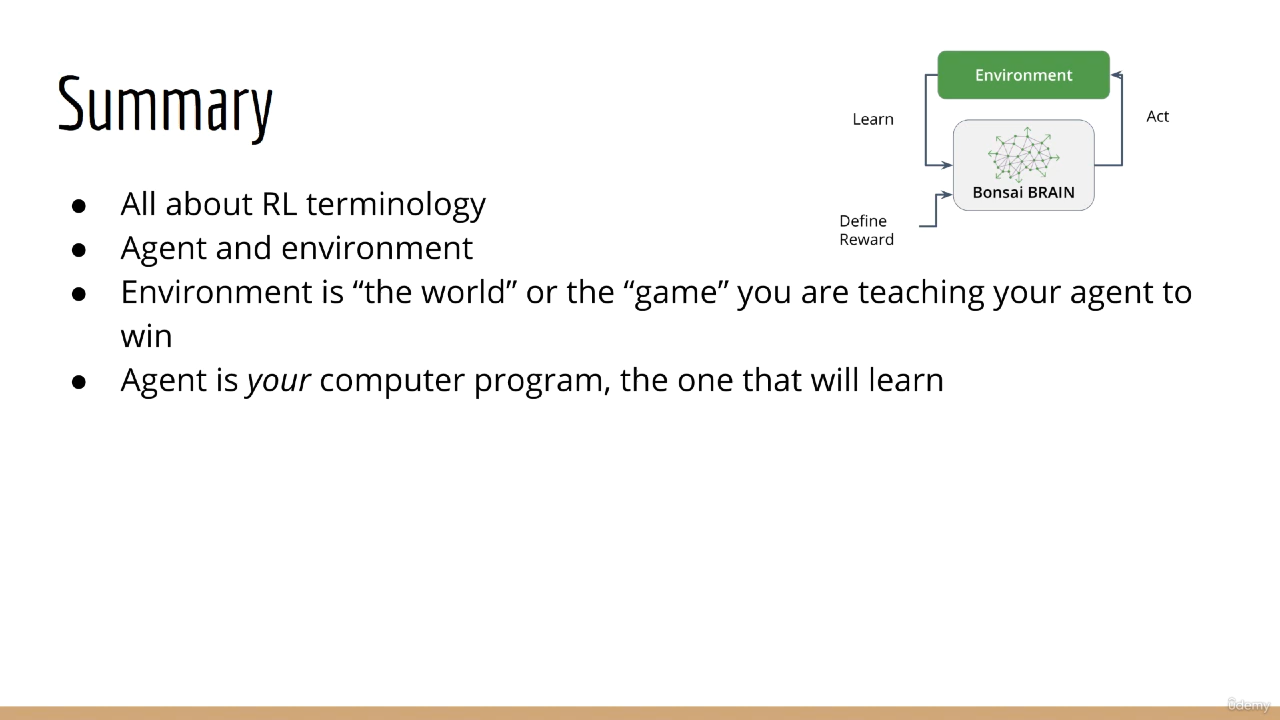 Summary
Environment
Learn
Act
Bonsai BRAIN
Define
Reward
● All about RL terminology
● Agent and environment
● Environment is “the world” or the “game” you are teaching your agent to
win
● Agent is your computer program, the one that will learn
ûdemy